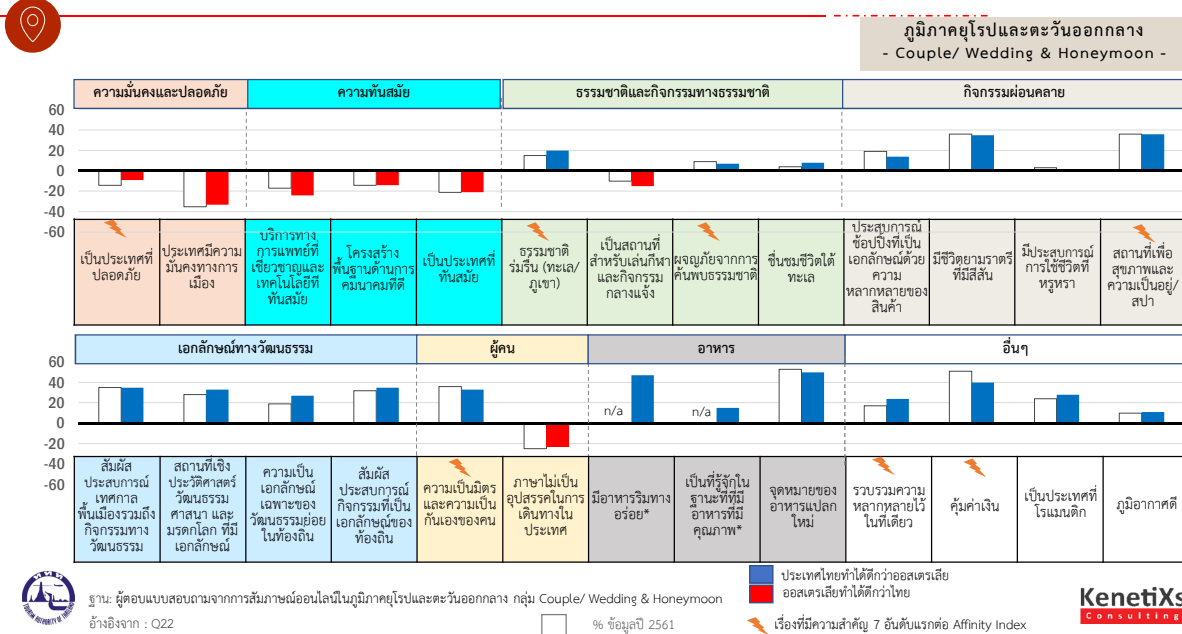 ภูมิภาคยุโรปและตะวันออกกลาง
- Couple/ Wedding & Honeymoon -
ความมั่นคงและปลอดภัย
ความทันสมัย
ธรรมชาติและกิจกรรมทางธรรมชาติ
กิจกรรมผ่อนคลาย
60
40
20
0
-20
-40
-60
เป็นประเทศที่
ปลอดภัย
ประเทศมีความ
มั่นคงทางการ
เมือง
บริการทาง
การแพทย์ที่
เชี่ยวชาญและ
เทคโนโลยีที่
ทันสมัย
โครงสร้าง
พื้นฐานด้านการ
คมนาคมที่ดี
เป็นประเทศที่
ทันสมัย
ธรรมชาติ
ร่มรื่น (ทะเล/
ภูเขา)
เป็นสถานที่
สำหรับเล่นกีฬา
และกิจกรรม
กลางแจ้ง
ผจญภัยจากการ
ค้นพบธรรมชาติ
ชื่นชมชีวิตใต้
ทะเล
ประสบการณ์
ช้อปปิ้งที่เป็น
เอกลักษณ์ด้วย
ความ
หลากหลายของ
สินค้า
มีชีวิตยามราตรี
ที่มีสีสัน
มีประสบการณ์
การใช้ชีวิตที่
หรูหรา
สถานที่เพื่อ
สุขภาพและ
ความเป็นอยู่/
สปา
เอกลักษณ์ทางวัฒนธรรม
ผู้คน
อาหาร
อื่นๆ
60
40
20
0
-20
-40
-60
n/a
n/a
สัมผัส
ประสบการณ์
เทศกาล
พื้นเมืองรวมถึง
กิจกรรมทาง
วัฒนธรรม
สถานที่เชิง
ประวัติศาสตร์
วัฒนธรรม
ศาสนา และ
มรดกโลก ที่มี
เอกลักษณ์
ความเป็น
เอกลักษณ์
เฉพาะของ
วัฒนธรรมย่อย
ในท้องถิ่น
สัมผัส
ประสบการณ์
กิจกรรมที่เป็น
เอกลักษณ์ของ
ท้องถิ่น
ความเป็นมิตร
และความเป็น
กันเองของคน
ภาษาไม่เป็น
อุปสรรคในการ
เดินทางใน
ประเทศ
มีอาหารริมทาง
อร่อย*
เป็นที่รู้จักใน
ฐานะที่ที่มี
อาหารที่มี
คุณภาพ*
จุดหมายของ
อาหารแปลก
ใหม่
รวบรวมความ
หลากหลายไว้
ในที่เดียว
คุ้มค่าเงิน
เป็นประเทศที่
โรแมนติก
ภูมิอากาศดี
ททท
TOURISM AUTHORITY OF THAILAND
ฐาน: ผู้ตอบแบบสอบถามจากการสัมภาษณ์ออนไลน์ในภูมิภาคยุโรปและตะวันออกกลาง กลุ่ม Couple/ Wedding & Honeymoon
อ้างอิงจาก : Q22
% ข้อมูลปี 2561
ประเทศไทยทำได้ดีกว่าออสเตรเลีย
ออสเตรเลียทำได้ดีกว่าไทย
เรื่องที่มีความสำคัญ 7 อันดับแรกต่อ Affinity Index
KenetiXs
Consulting